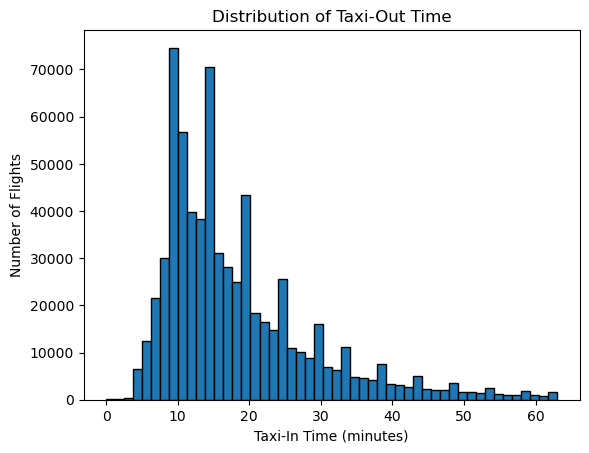 Distribution of Taxi-Out Time
70000
60000
50000
40000
30000
20000
10000
0
Number of Flights
0 10 20 30 40 50 60
Taxi-In Time (minutes)